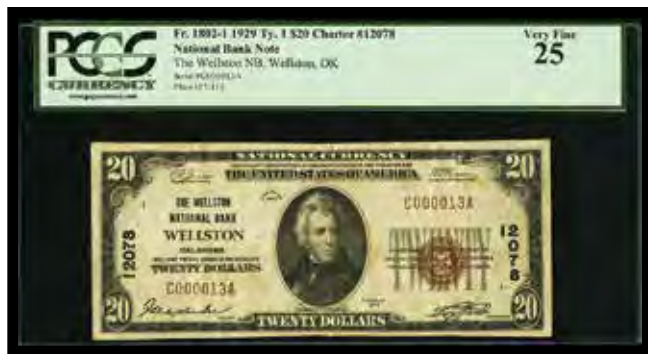 PCGS
CURRENCY
Fr. 1802-1 1929 Ty. 1 $20 Charter #12078
National Bank Note
The Wellston NB, Wellston, OK
Very Fine
25
NATIONAL CURRENCY
20
20
THE UNITED STATES OF AMERICA
THE WELLSTON
NATIONAL BANK
WELLSTON
OKLAHOMA
TWENTY DOLLARS
C000013A
C000013A
12078
12078
20
20
TWENTY DOLLARS